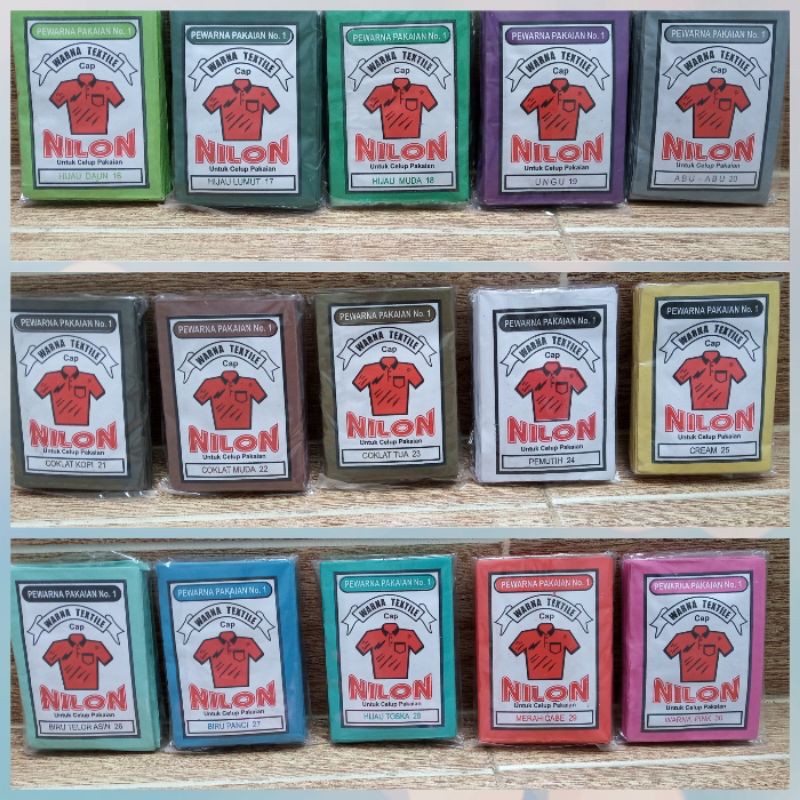 PEWARNA PAKAIAN No. 1
WARNA TEXTILE
Cap
NILON
Untuk Celup Pakaian
HIJAU DAUN 16
PEWARNA PAKAIAN No. 1
WARNA TEXTILE
Cap
NILON
Untuk Celup Pakaian
HIJAU LUMUT 17
PEWARNA PAKAIAN No. 1
WARNA TEXTILE
Cap
NILON
Untuk Celup Pakaian
HIJAU MUDA 18
PEWARNA PAKAIAN No. 1
WARNA TEXTILE
Cap
NILON
Untuk Celup Pakaian
UNGU 19
PEWARNA PAKAIAN No. 1
WARNA TEXTILE
Cap
NILON
Untuk Celup Pakaian
ABU - ABU 20
PEWARNA PAKAIAN No. 1
WARNA TEXTILE
Cap
NILON
Untuk Celup Pakaian
COKLAT KOPI 21
PEWARNA PAKAIAN No. 1
WARNA TEXTILE
Cap
NILON
Untuk Celup Pakaian
COKLAT MUDA 22
PEWARNA PAKAIAN No. 1
WARNA TEXTILE
Cap
NILON
Untuk Celup Pakaian
COKLAT TUA 23
PEWARNA PAKAIAN No. 1
WARNA TEXTILE
Cap
NILON
Untuk Celup Pakaian
PEMUTIH 24
PEWARNA PAKAIAN No. 1
WARNA TEXTILE
Cap
NILON
Untuk Celup Pakaian
CREAM 25
PEWARNA PAKAIAN No. 1
WARNA TEXTILE
Cap
NILON
Untuk Celup Pakaian
BIRU TELOR ASIN 26
PEWARNA PAKAIAN No. 1
WARNA TEXTILE
Cap
NILON
Untuk Celup Pakaian
BIRU PANCI 27
PEWARNA PAKAIAN No. 1
WARNA TEXTILE
Cap
NILON
Untuk Celup Pakaian
HIJAU TOSKA 28
PEWARNA PAKAIAN No. 1
WARNA TEXTILE
Cap
NILON
Untuk Celup Pakaian
MERAH CABE 29
PEWARNA PAKAIAN No. 1
WARNA TEXTILE
Cap
NILON
Untuk Celup Pakaian
WARNA PINK 30